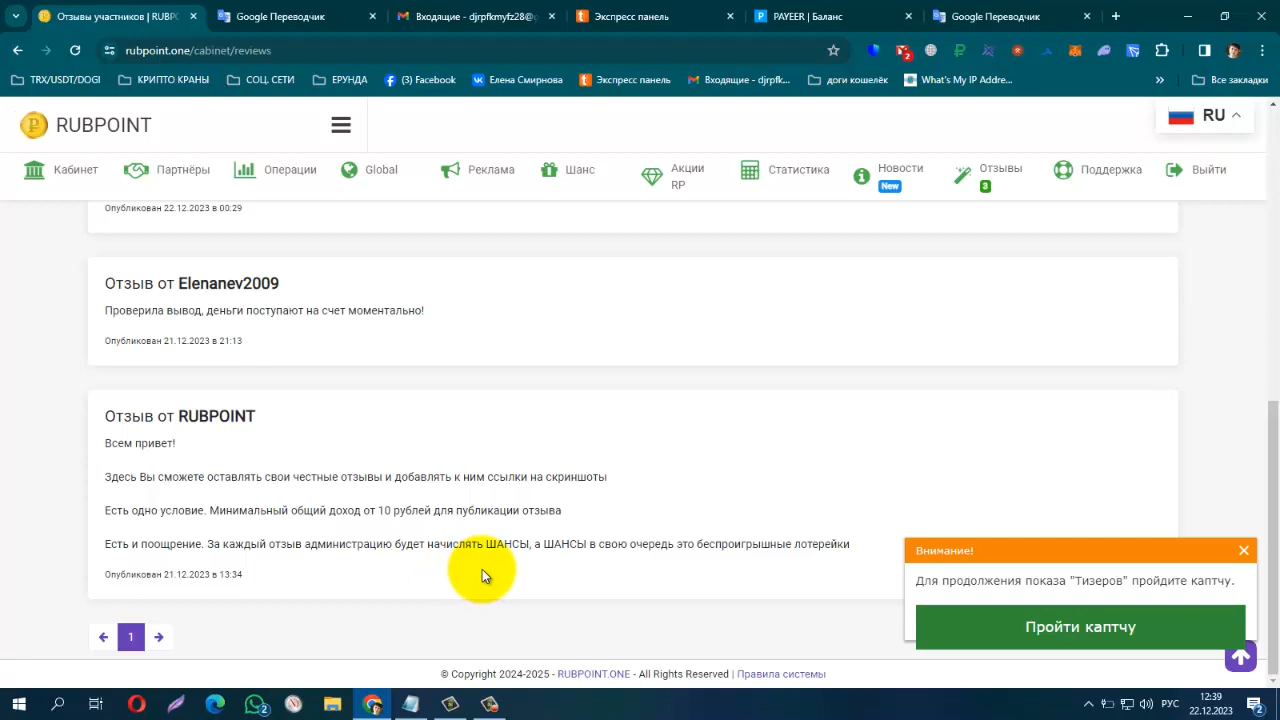 Отзывы участников | RUBP
Google Переводчик
Входящие - djrpfkmyfz28@g
Экспресс панель
PAYEER | Баланс
Google Переводчик
rubpoint.one/cabinet/reviews
2
TRX/USDT/DOGI
КРИПТО КРАНЫ
СОЦ. СЕТИ
ЕРУНДА
(3) Facebook
Елена Смирнова
Экспресс панель
Входящие - djrpfk...
доги кошелёк
What's My IP Addre...
Все закладки
RUBPOINT
RU
Кабинет
Партнёры
Операции
Global
Реклама
Шанс
Акции RP
Статистика
Новости
New
Отзывы
3
Поддержка
Выйти
Опубликован 22.12.2023 в 00:29
Отзыв от Elenanev2009
Проверила вывод, деньги поступают на счет моментально!
Опубликован 21.12.2023 в 21:13
Отзыв от RUBPOINT
Всем привет!
Здесь Вы сможете оставлять свои честные отзывы и добавлять к ним ссылки на скриншоты
Есть одно условие. Минимальный общий доход от 10 рублей для публикации отзыва
Есть и поощрение. За каждый отзыв администрацию будет начислять ШАНСЫ, а ШАНСЫ в свою очередь это беспроигрышные лотерейки
Опубликован 21.12.2023 в 13:34
Внимание!
Для продолжения показа "Тизеров" пройдите каптчу.
Пройти каптчу
1
© Copyright 2024-2025 - RUBPOINT.ONE - All Rights Reserved | Правила системы
2
РУС
12:39
22.12.2023
2